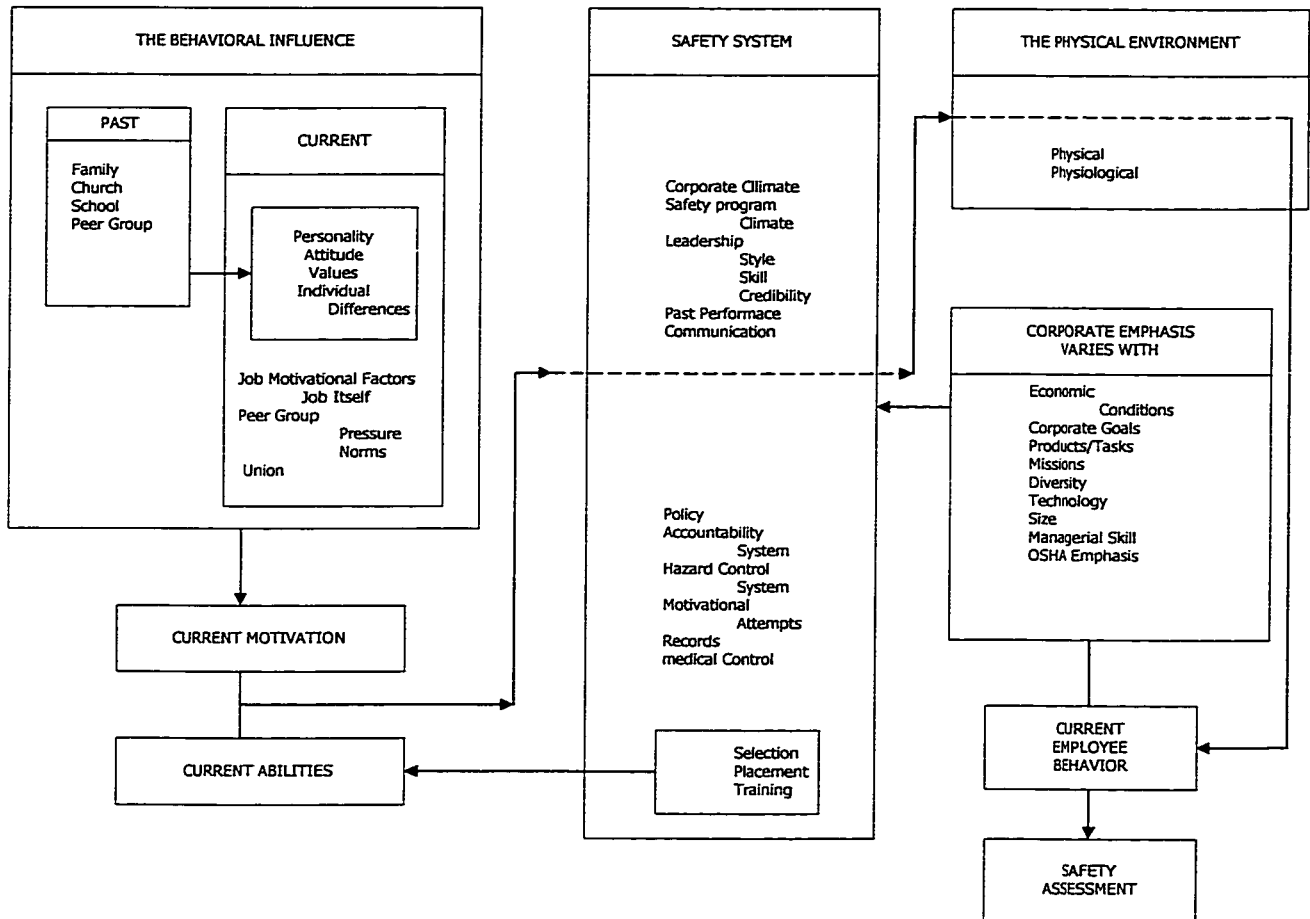 THE BEHAVIORAL INFLUENCE
PAST
Family
Church
School
Peer Group
CURRENT
Personality
Attitude
Values
Individual
Differences
Job Motivational Factors
Job Itself
Peer Group
Pressure
Norms
Union
CURRENT MOTIVATION
CURRENT ABILITIES
SAFETY SYSTEM
Corporate Cllimate
Safety program
Climate
Leadership
Style
Skill
Credibility
Past Performace
Communication
Policy
Accountability
System
Hazard Control
System
Motivational
Attempts
Records
medical Control
Selection
Placement
Training
THE PHYSICAL ENVIRONMENT
Physical
Physiological
CORPORATE EMPHASIS
VARIES WITH
Economic
Conditions
Corporate Goals
Products/Tasks
Missions
Diversity
Technology
Size
Managerial Skill
OSHA Emphasis
CURRENT
EMPLOYEE
BEHAVIOR
SAFETY
ASSESSMENT